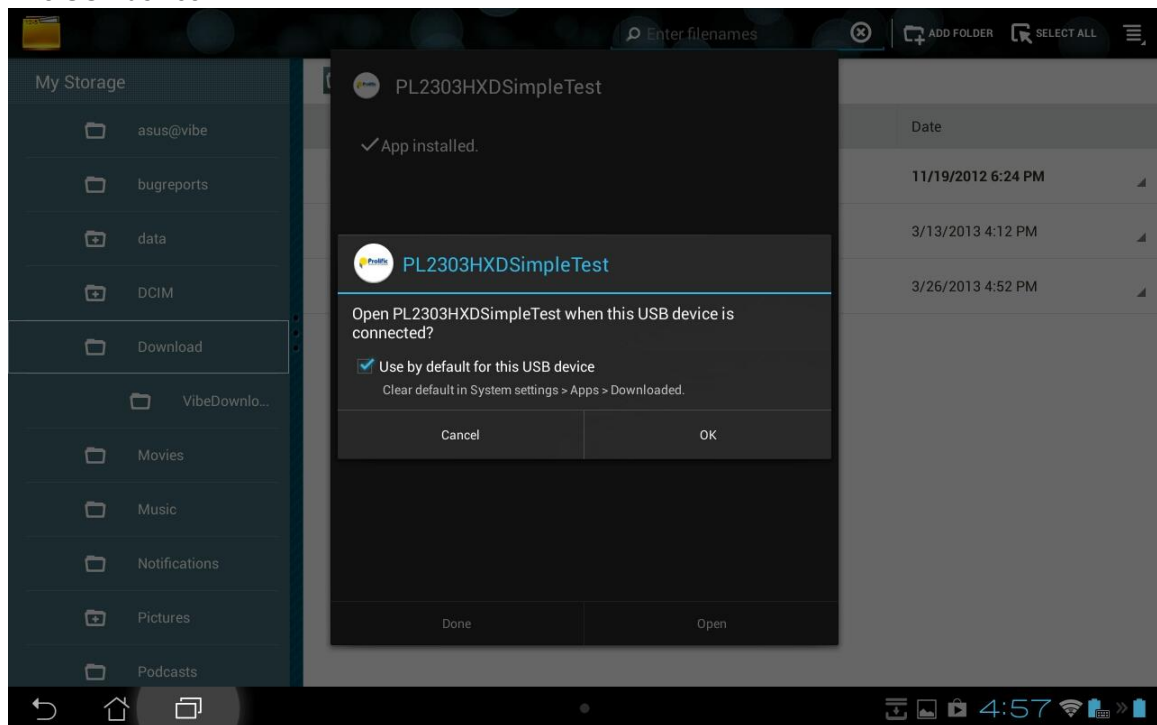 Enter filenames
ADD FOLDER
SELECT ALL
My Storage
PL2303HXDSimpleTest
asus@vibe
App installed.
Date
bugreports
11/19/2012 6:24 PM
data
3/13/2013 4:12 PM
Prolific
PL2303HXDSimpleTest
DCIM
3/26/2013 4:52 PM
Open PL2303HXDSimpleTest when this USB device is
connected?
Download
Use by default for this USB device
Clear default in System settings > Apps > Downloaded.
VibeDownlo...
Cancel
OK
Movies
Music
Notifications
Pictures
Done
Open
Podcasts
4:57